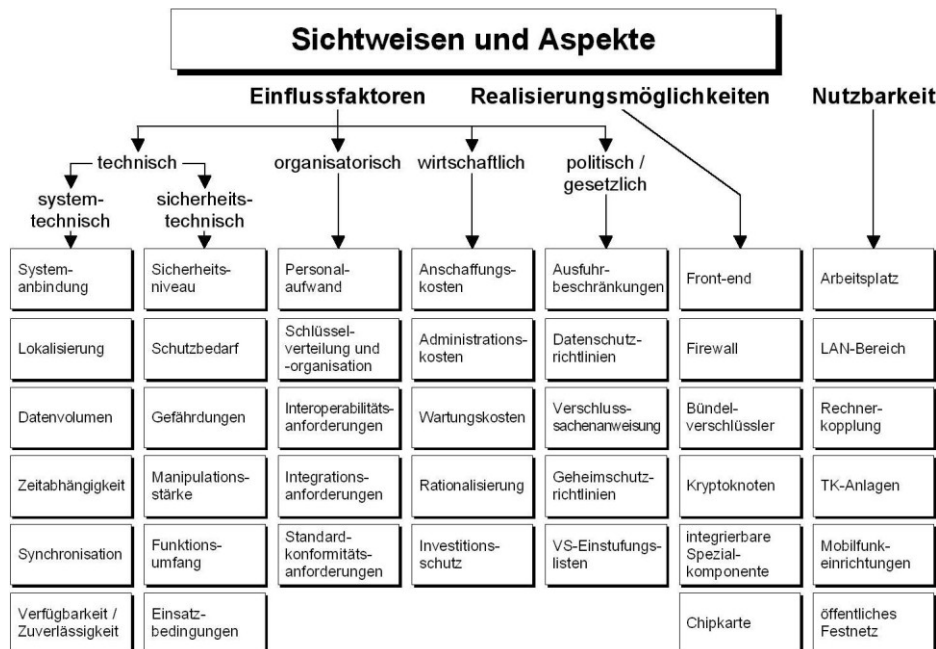 Sichtweisen und Aspekte
Einflussfaktoren
Realisierungsmöglichkeiten
Nutzbarkeit
technisch
organisatorisch
wirtschaftlich
politisch /
gesetzlich
system-
technisch
sicherheits-
technisch
System-
anbindung
Lokalisierung
Datenvolumen
Zeitabhängigkeit
Synchronisation
Verfügbarkeit /
Zuverlässigkeit
Sicherheits-
niveau
Schutzbedarf
Gefährdungen
Manipulations-
stärke
Funktions-
umfang
Einsatz-
bedingungen
Personal-
aufwand
Schlüssel-
verteilung und
-organisation
Interoperabilitäts-
anforderungen
Integrations-
anforderungen
Standard-
konformitäts-
anforderungen
Anschaffungs-
kosten
Administrations-
kosten
Wartungskosten
Rationalisierung
Investitions-
schutz
Ausfuhr-
beschränkungen
Datenschutz-
richtlinien
Verschluss-
sachenanweisung
Geheimschutz-
richtlinien
VS-Einstufungs-
listen
Front-end
Firewall
Bündel-
verschlüssler
Kryptoknoten
integrierbare
Spezial-
komponente
Chipkarte
Arbeitsplatz
LAN-Bereich
Rechner-
kopplung
TK-Anlagen
Mobilfunk-
einrichtungen
öffentliches
Festnetz